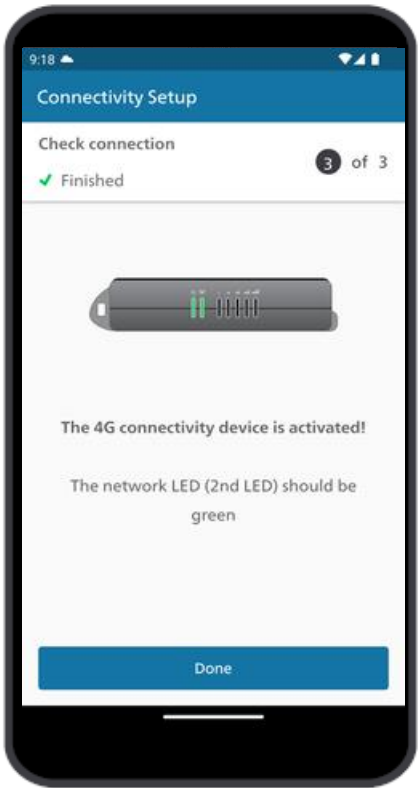 9:18
Connectivity Setup
Check connection
3 of 3
Finished
The 4G connectivity device is activated!
The network LED (2nd LED) should be
green
Done